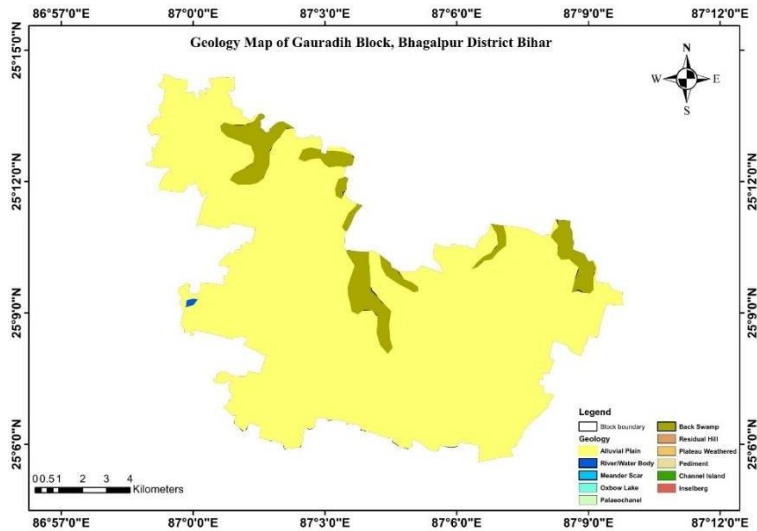 86°57'0"E 87°0'0"E 87°3'0"E 87°6'0"E 87°9'0"E 87°12'0"E
Geology Map of Gauradih Block, Bhagalpur District Bihar
N
W E
S
25°15'0"N 25°15'0"N
25°12'0"N 25°12'0"N
25°9'0"N 25°9'0"N
25°6'0"N 25°6'0"N
Legend
Block boundary
Geology
Alluvial Plain
River/Water Body
Meander Scar
Oxbow Lake
Palaeochanel
Back Swamp
Residual Hill
Plateau Weathered
Pediment
Channel Island
Inselberg
0 0.5 1 2 3 4
Kilometers
86°57'0"E 87°0'0"E 87°3'0"E 87°6'0"E 87°9'0"E 87°12'0"E